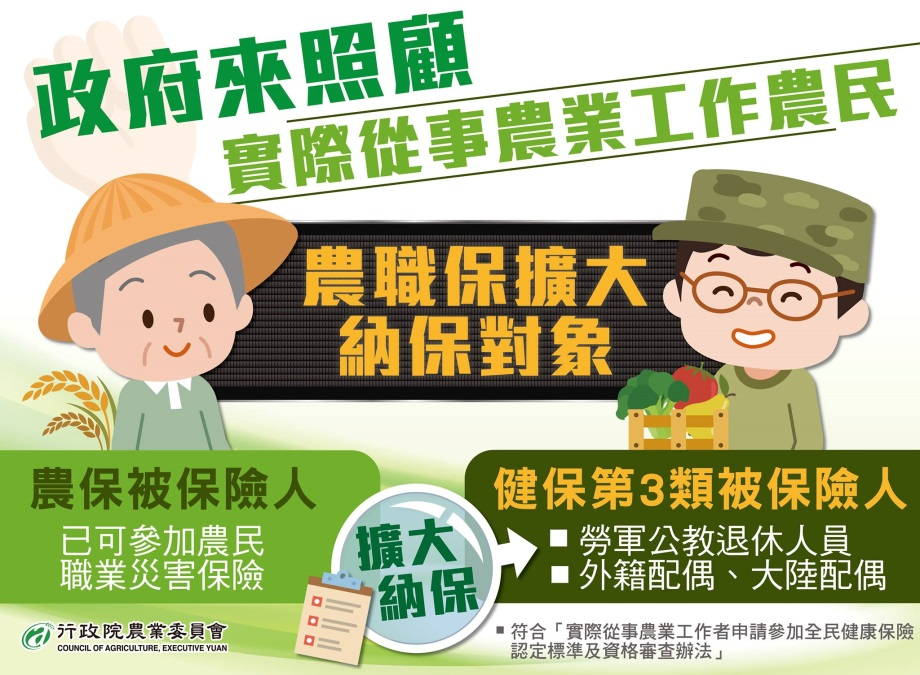 政府來照顧
實際從事農業工作農民
農職保擴大
納保對象
農保被保險人
已可參加農民
職業災害保險
擴大
納保
健保第3類被保險人
■ 勞軍公教退休人員
■ 外籍配偶、大陸配偶
■ 符合「實際從事農業工作者申請參加全民健康保險
認定標準及資格審查辦法」
行政院農業委員會
COUNCIL OF AGRICULTURE, EXECUTIVE YUAN